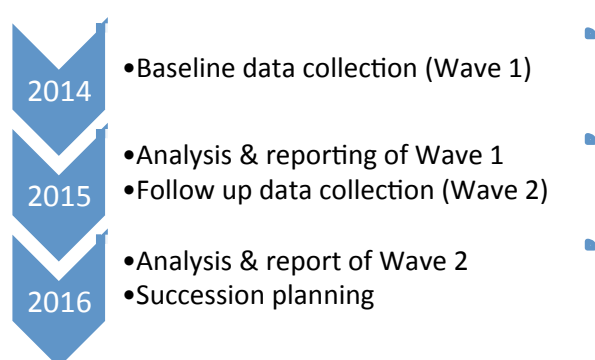 2014
•Baseline data collection (Wave 1)
2015
•Analysis & reporting of Wave 1
•Follow up data collection (Wave 2)
2016
•Analysis & report of Wave 2
•Succession planning